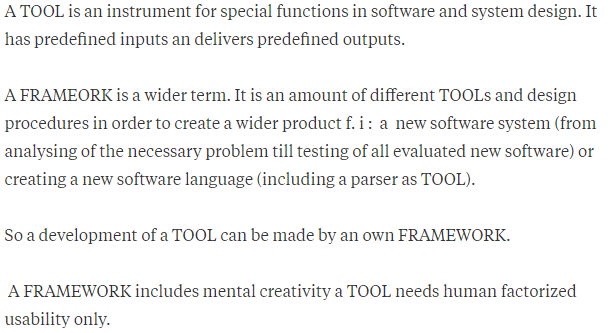 A TOOL is an instrument for special functions in software and system design. It
has predefined inputs an delivers predefined outputs.
A FRAMEORK is a wider term. It is an amount of different TOOLs and design
procedures in order to create a wider product f. i : a new software system (from
analysing of the necessary problem till testing of all evaluated new software) or
creating a new software language (including a parser as TOOL).
So a development of a TOOL can be made by an own FRAMEWORK.
A FRAMEWORK includes mental creativity a TOOL needs human factorized
usability only.